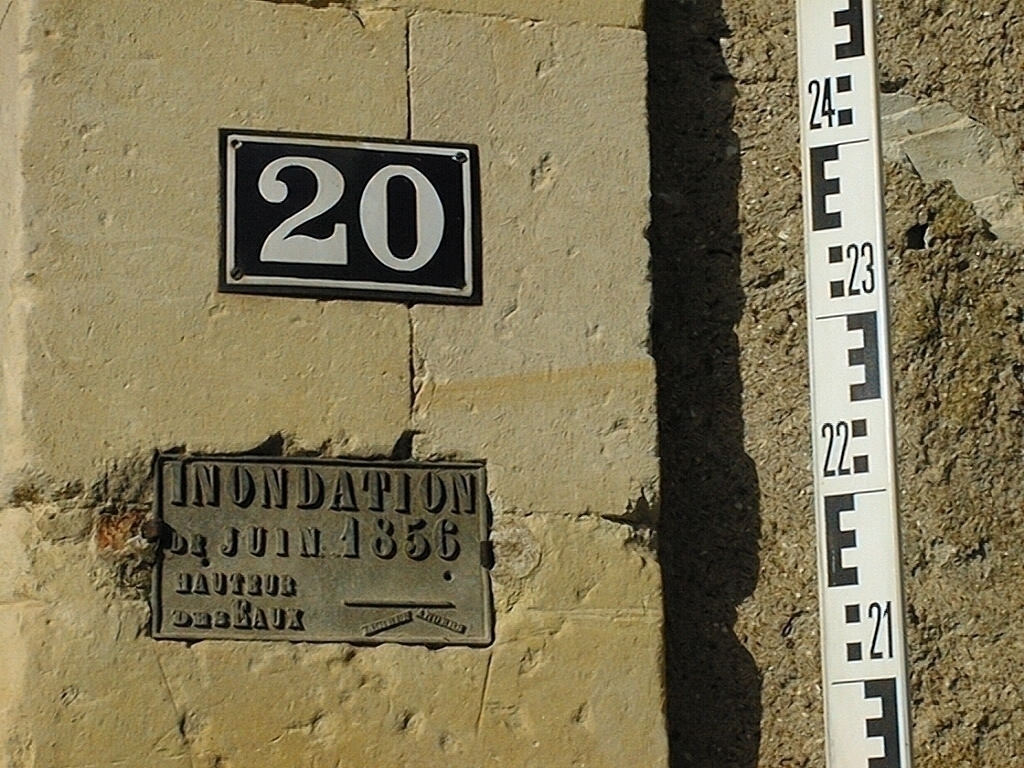 20
INONDATION
DE JUIN 1856
HAUTEUR
DES EAUX
24
23
22
21